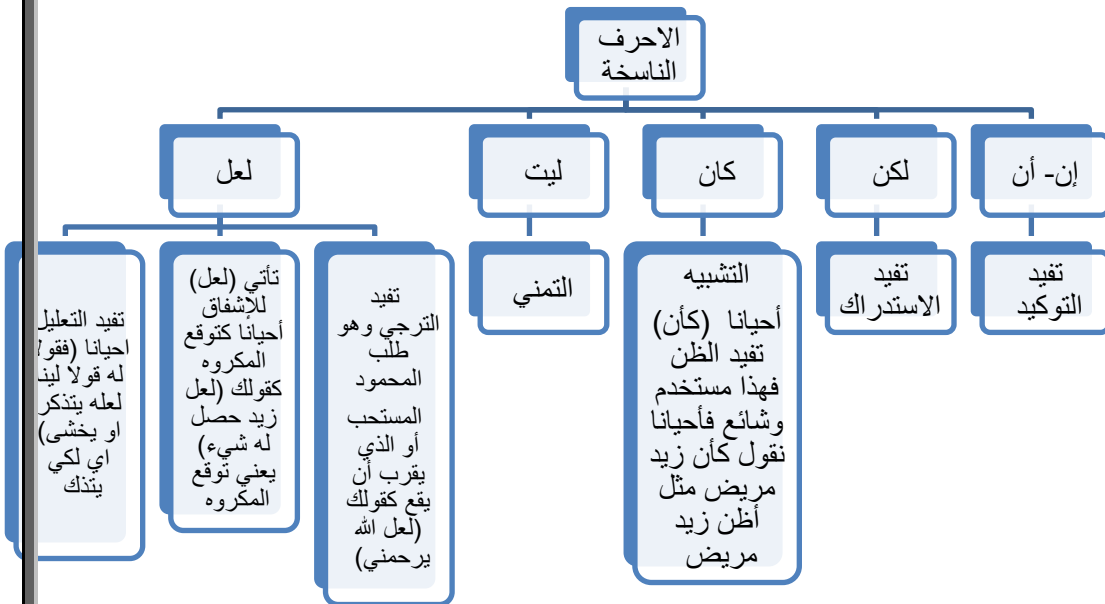 الاحرف
الناسخة
إن- أن
لكن
كان
ليت
لعل
تفيد
التوكيد
تفيد
الاستدراك
التشبيه
أحيانا (كأن)
تفيد الظن
فهذا مستخدم
وشائع فأحيانا
نقول كأن زيد
مريض مثل
أظن زيد
مريض
التمني
تفيد
الترجي وهو
طلب
المحمود
المستحب
أو الذي
يقرب أن
يقع كقولك
(لعل الله
يرحمني)
تأتي (لعل)
للإشفاق
أحيانا كتوقع
المكروه
كقولك (لعل
زيد حصل
له شيء)
يعني توقع
المكروه
تفيد التعليل
احيانا (فقولا
له قولا لينا
لعله يتذكر
او يخشى)
اي لكي
يتذك